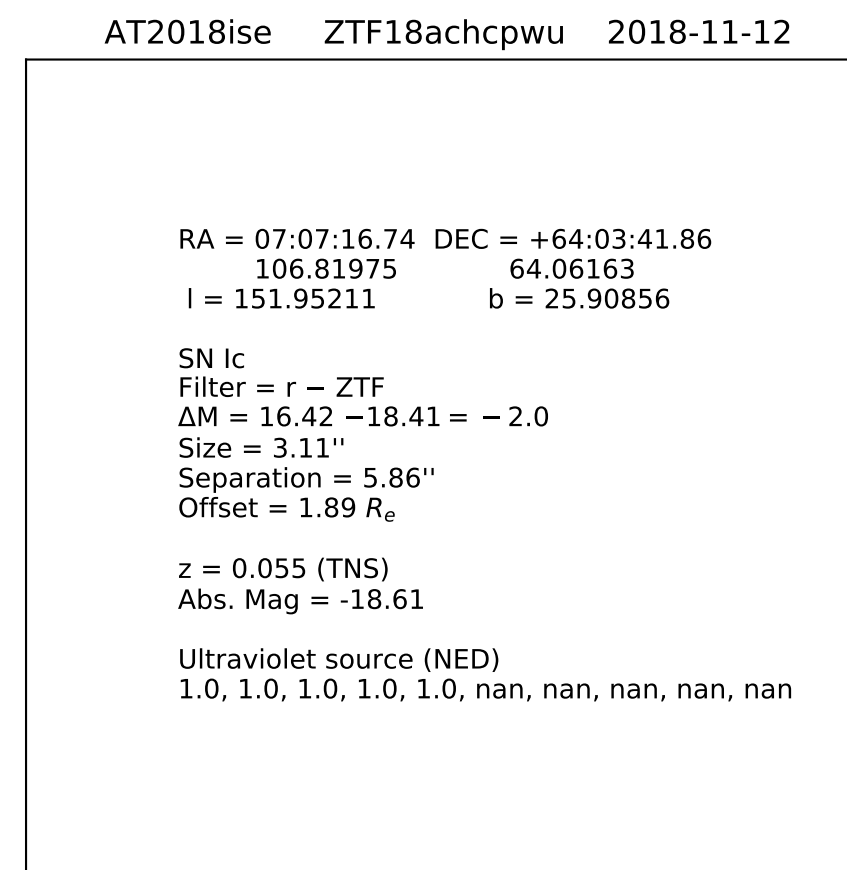 AT2018ise ZTF18achcpwu 2018-11-12
RA = 07:07:16.74 DEC = +64:03:41.86
106.81975 64.06163
l = 151.95211 b = 25.90856
SN Ic
Filter = r − ZTF
ΔM = 16.42 −18.41 = − 2.0
Size = 3.11''
Separation = 5.86''
Offset = 1.89 Rₑ
z = 0.055 (TNS)
Abs. Mag = -18.61
Ultraviolet source (NED)
1.0, 1.0, 1.0, 1.0, 1.0, nan, nan, nan, nan, nan